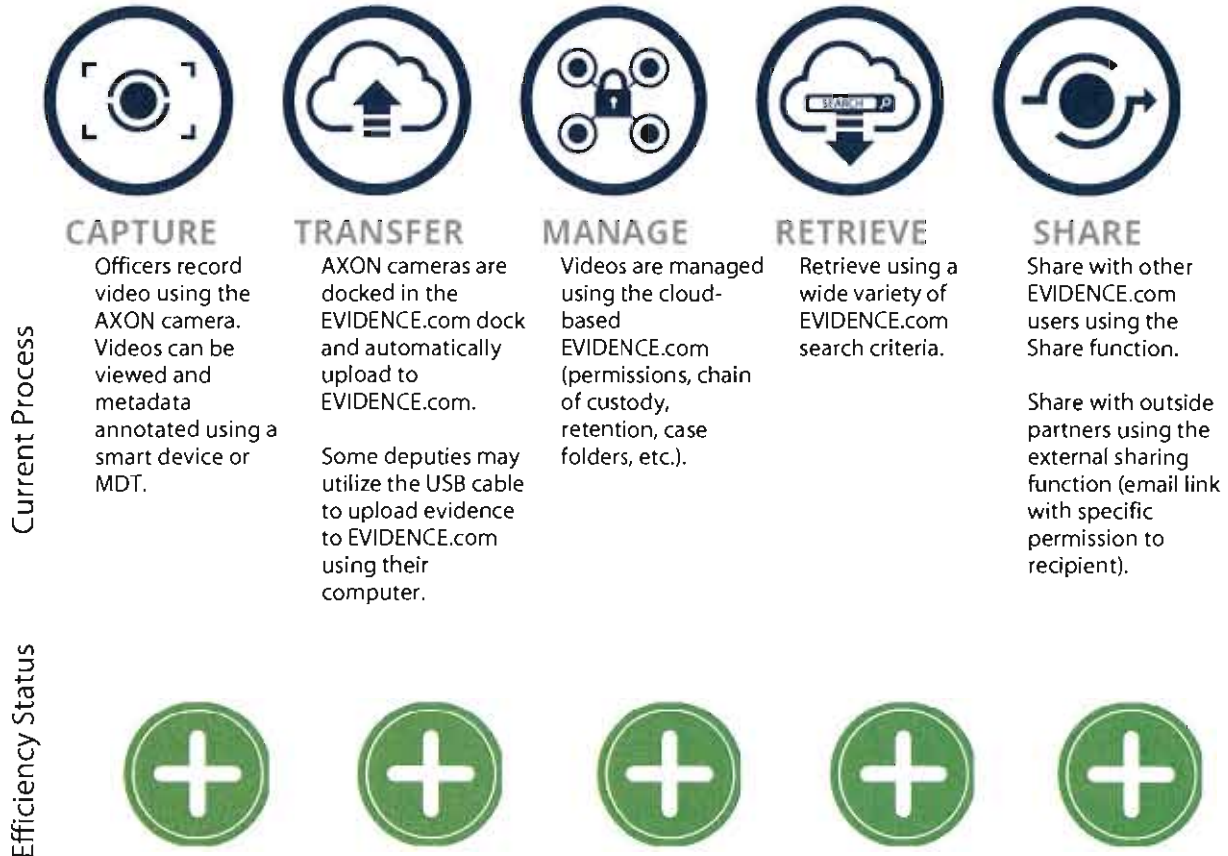 SEARCH
CAPTURE
Officers record
video using the
AXON camera.
Videos can be
viewed and
metadata
annotated using a
smart device or
MDT.
TRANSFER
AXON cameras are
docked in the
EVIDENCE.com dock
and automatically
upload to
EVIDENCE.com.
Some deputies may
utilize the USB cable
to upload evidence
to EVIDENCE.com
using their
computer.
MANAGE
Videos are managed
using the cloud-
based
EVIDENCE.com
(permissions, chain
of custody,
retention, case
folders, etc.).
RETRIEVE
Retrieve using a
wide variety of
EVIDENCE.com
search criteria.
SHARE
Share with other
EVIDENCE.com
users using the
Share function.
Share with outside
partners using the
external sharing
function (email link
with specific
permission to
recipient).
Current Process
Efficiency Status